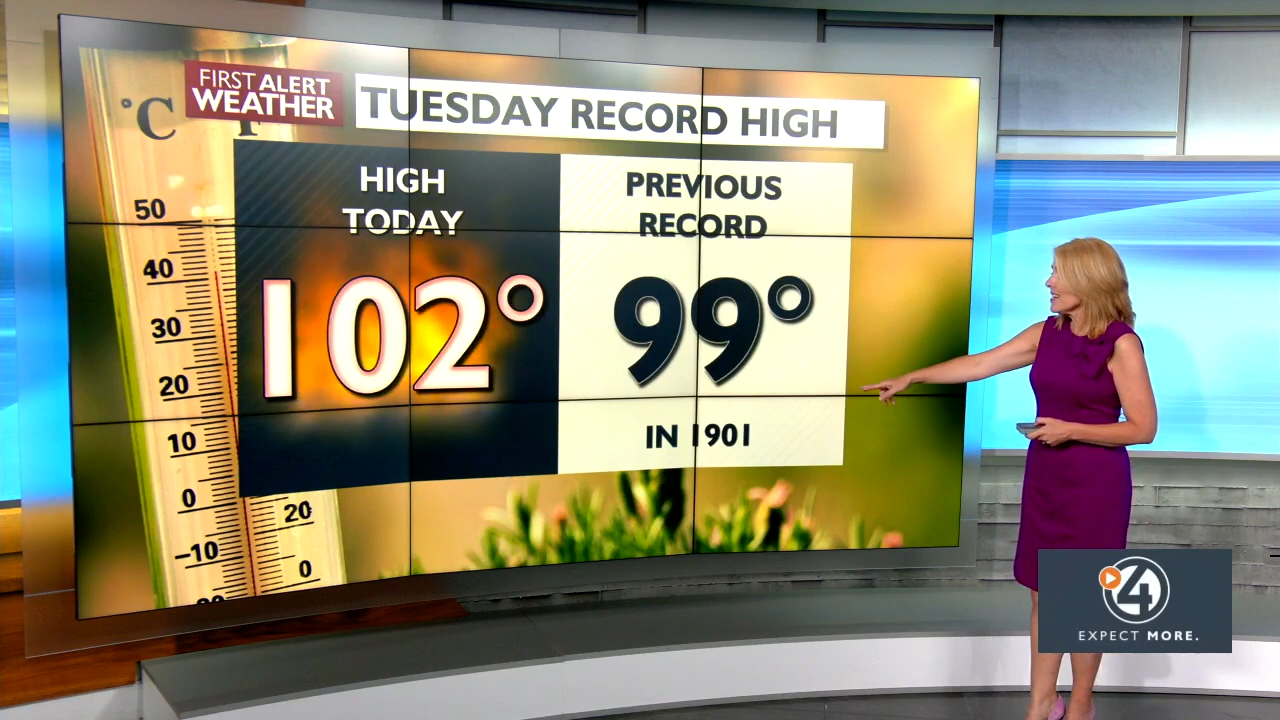 FIRST ALERT
WEATHER
TUESDAY RECORD HIGH
°C F
HIGH
TODAY
102°
PREVIOUS
RECORD
99°
IN 1901
50
40
30
20
10
0
20
-10
0
4
EXPECT MORE.